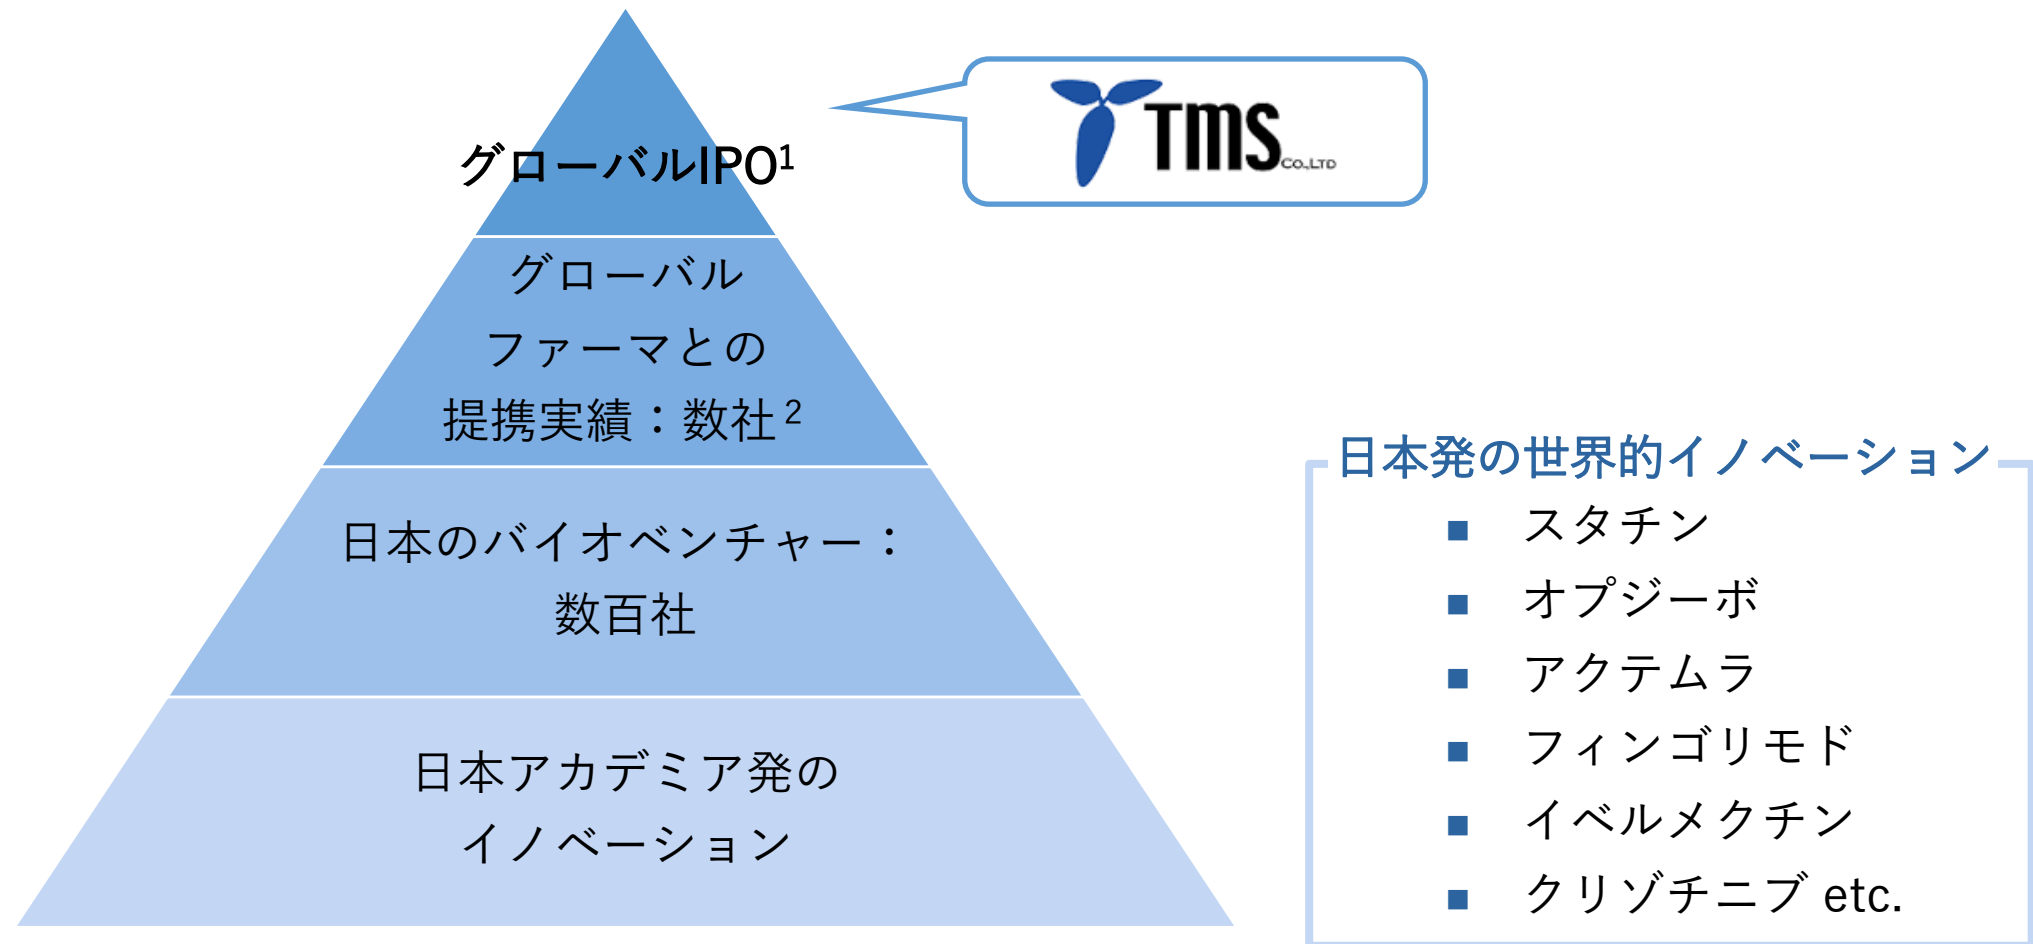 グローバルIPO1
TMS CO.,LTD
グローバル
ファーマとの
提携実績：数社2
日本のバイオベンチャー：
数百社
日本アカデミア発の
イノベーション
日本発の世界的イノベーション
■ スタチン
■ オプジーボ
■ アクテムラ
■ フィンゴリモド
■ イベルメクチン
■ クリゾチニブ etc.